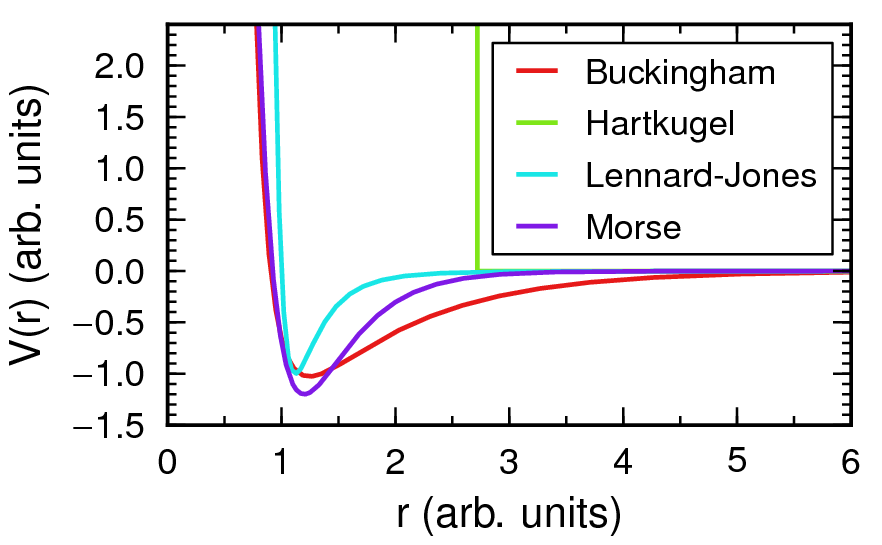 2.0
1.5
1.0
0.5
0.0
−0.5
−1.0
−1.5
V(r) (arb. units)
Buckingham
Hartkugel
Lennard-Jones
Morse
0 1 2 3 4 5 6
r (arb. units)